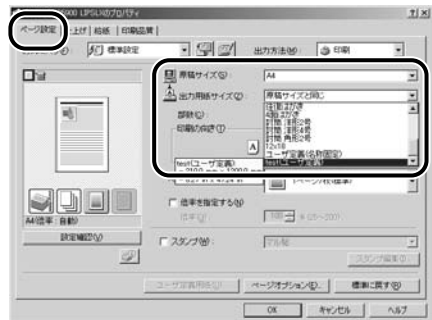 5900 LIPSLXのプロパティ
ページ設定 仕上げ 給紙 印刷品質
標準設定
出力方法(M): 印刷
原稿サイズ(S): A4
出力用紙サイズ(Z): 原稿サイズと同じ
往復はがき
4面はがき
封筒 洋形2号
封筒 洋形4号
封筒 角形2号
12x18
ユーザ定義(名称固定)
test(ユーザ定義)
部数(C):
印刷の向き(T)
A
test(ユーザ定義)
倍率を指定する(N)
100 % (25~200)
スタンプ(W): マル秘
スタンプ編集(I)...
A4(倍率: 自動)
設定確認(V)
ユーザ定義用紙(U)... ページオプション(E)... 標準に戻す(R)
OK キャンセル ヘルプ